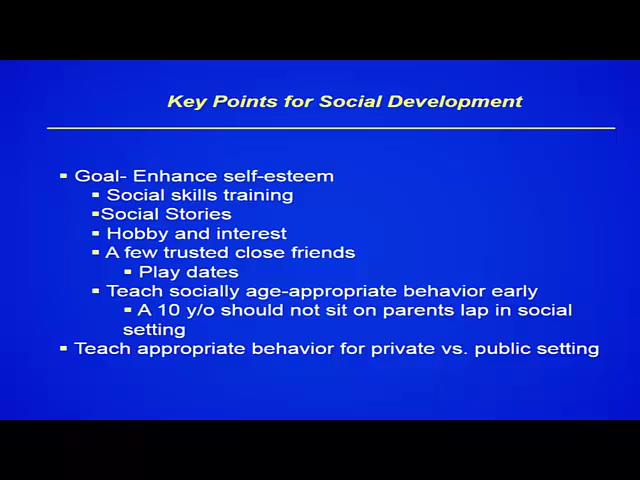 Key Points for Social Development
▪ Goal- Enhance self-esteem
▪ Social skills training
▪Social Stories
▪ Hobby and interest
▪ A few trusted close friends
▪ Play dates
▪ Teach socially age-appropriate behavior early
▪ A 10 y/o should not sit on parents lap in social
setting
▪ Teach appropriate behavior for private vs. public setting